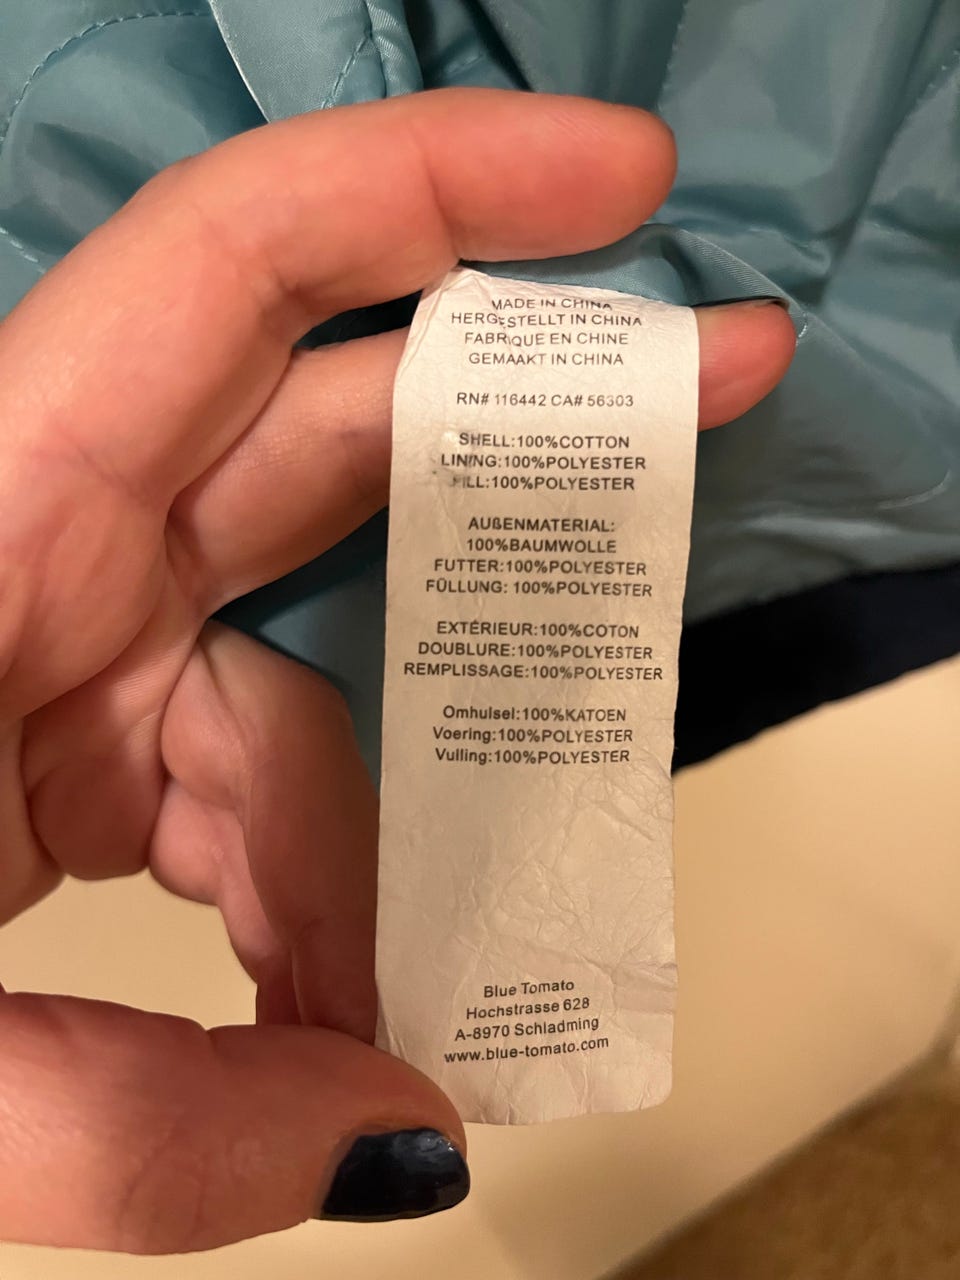 MADE IN CHINA
HERGESTELLT IN CHINA
FABRIQUE EN CHINE
GEMAAKT IN CHINA
RN# 116442 CA# 56303
SHELL:100%COTTON
LINING:100%POLYESTER
FILL:100%POLYESTER
AUßENMATERIAL:
100%BAUMWOLLE
FUTTER:100%POLYESTER
FÜLLUNG: 100%POLYESTER
EXTÉRIEUR:100%COTON
DOUBLURE:100%POLYESTER
REMPLISSAGE:100%POLYESTER
Omhulsel:100%KATOEN
Voering:100%POLYESTER
Vulling:100%POLYESTER
Blue Tomato
Hochstrasse 628
A-8970 Schladming
www.blue-tomato.com